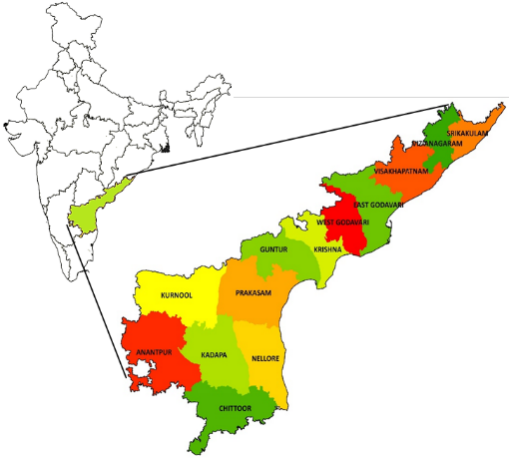 SRIKAKULAM
VIZIANAGARAM
VISAKHAPATNAM
EAST GODAVARI
WEST GODAVARI
GUNTUR
KRISHNA
KURNOOL
PRAKASAM
ANANTPUR
KADAPA
NELLORE
CHITTOOR